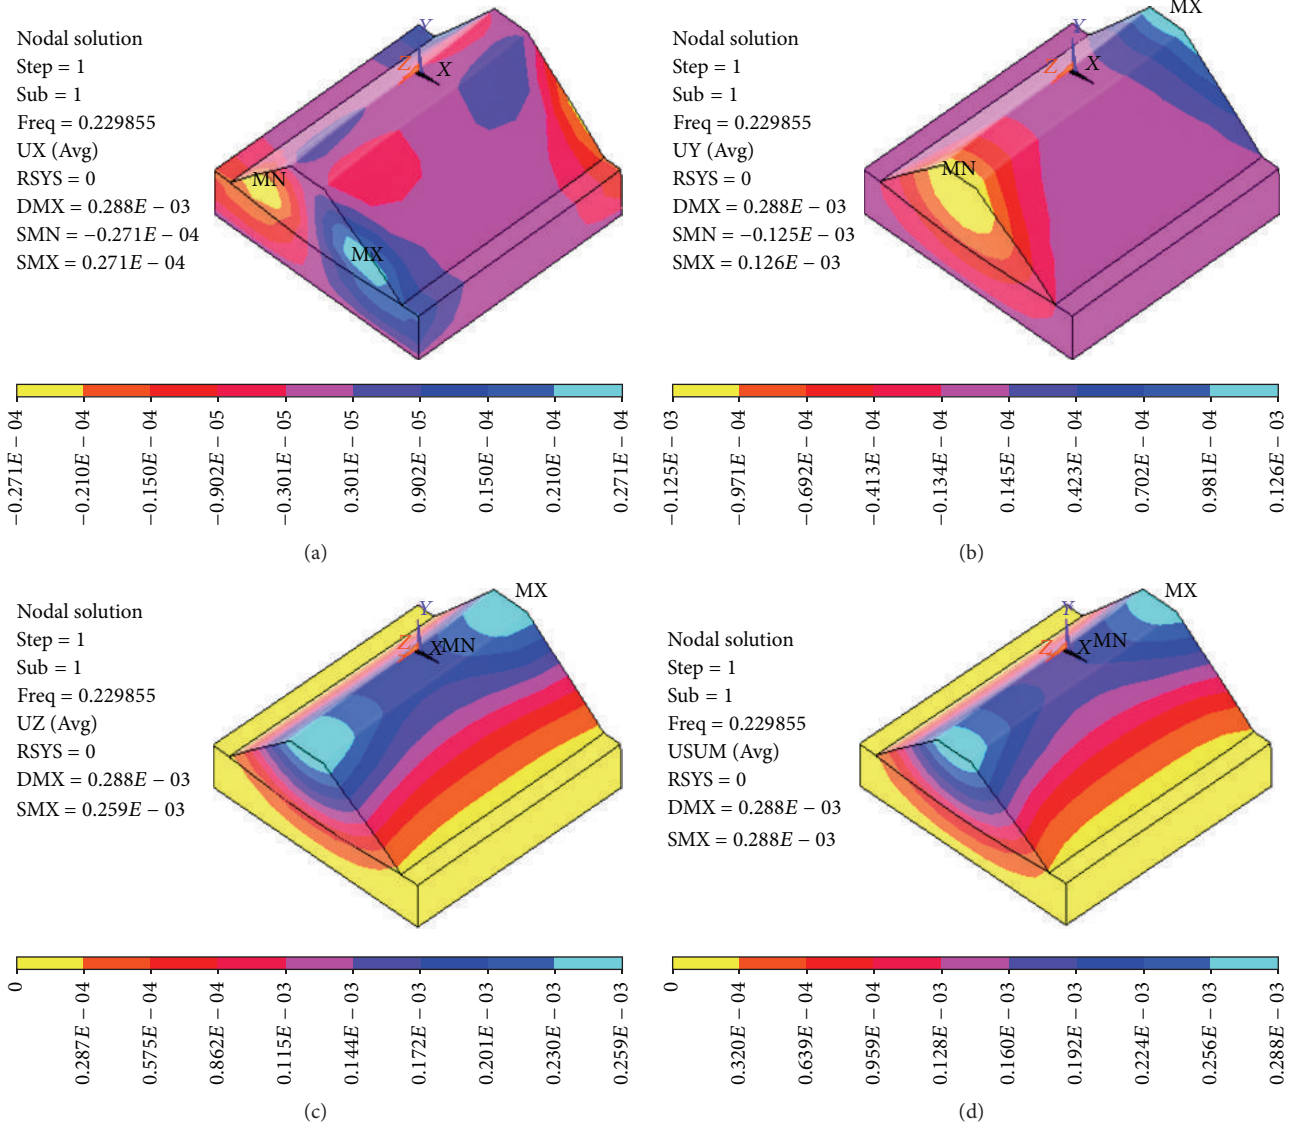 Nodal solution
Step = 1
Sub = 1
Freq = 0.229855
UX (Avg)
RSYS = 0
DMX = 0.288E − 03
SMN = −0.271E − 04
SMX = 0.271E − 04
Y
Z
X
MN
MX
−0.271E − 04
−0.210E − 04
−0.150E − 04
−0.902E − 05
−0.301E − 05
0.301E − 05
0.902E − 05
0.150E − 04
0.210E − 04
0.271E − 04
(a)
Nodal solution
Step = 1
Sub = 1
Freq = 0.229855
UY (Avg)
RSYS = 0
DMX = 0.288E − 03
SMN = −0.125E − 03
SMX = 0.126E − 03
MX
Y
Z
X
MN
−0.125E − 03
−0.971E − 04
−0.692E − 04
−0.413E − 04
−0.134E − 04
0.145E − 04
0.423E − 04
0.702E − 04
0.981E − 04
0.126E − 03
(b)
Nodal solution
Step = 1
Sub = 1
Freq = 0.229855
UZ (Avg)
RSYS = 0
DMX = 0.288E − 03
SMX = 0.259E − 03
MX
Y
Z
X
MN
0
0.287E − 04
0.575E − 04
0.862E − 04
0.115E − 03
0.144E − 03
0.172E − 03
0.201E − 03
0.230E − 03
0.259E − 03
(c)
Nodal solution
Step = 1
Sub = 1
Freq = 0.229855
USUM (Avg)
RSYS = 0
DMX = 0.288E − 03
SMX = 0.288E − 03
MX
Y
Z
X
MN
0
0.320E − 04
0.639E − 04
0.959E − 04
0.128E − 03
0.160E − 03
0.192E − 03
0.224E − 03
0.256E − 03
0.288E − 03
(d)